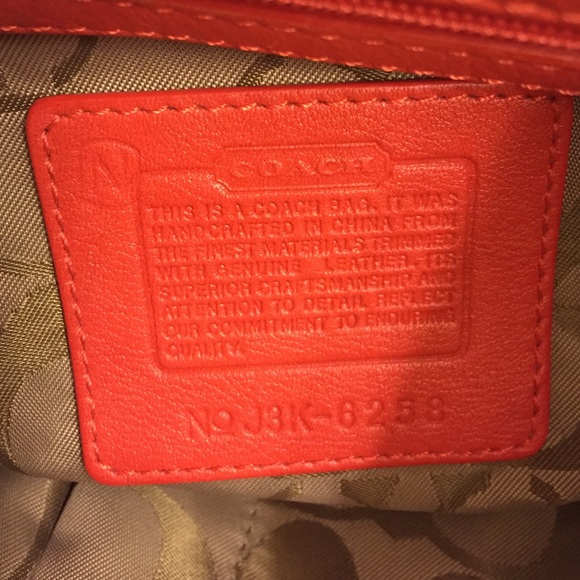 N
COACH
THIS IS A COACH BAG. IT WAS
HANDCRAFTED IN CHINA FROM
THE FINEST MATERIALS TRIMMED
WITH GENUINE LEATHER-ITS
SUPERIOR CRAFTSMANSHIP AND
ATTENTION TO DETAIL REFLECT
OUR COMMITMENT TO ENDURING
QUALITY.
NO J3K-6258